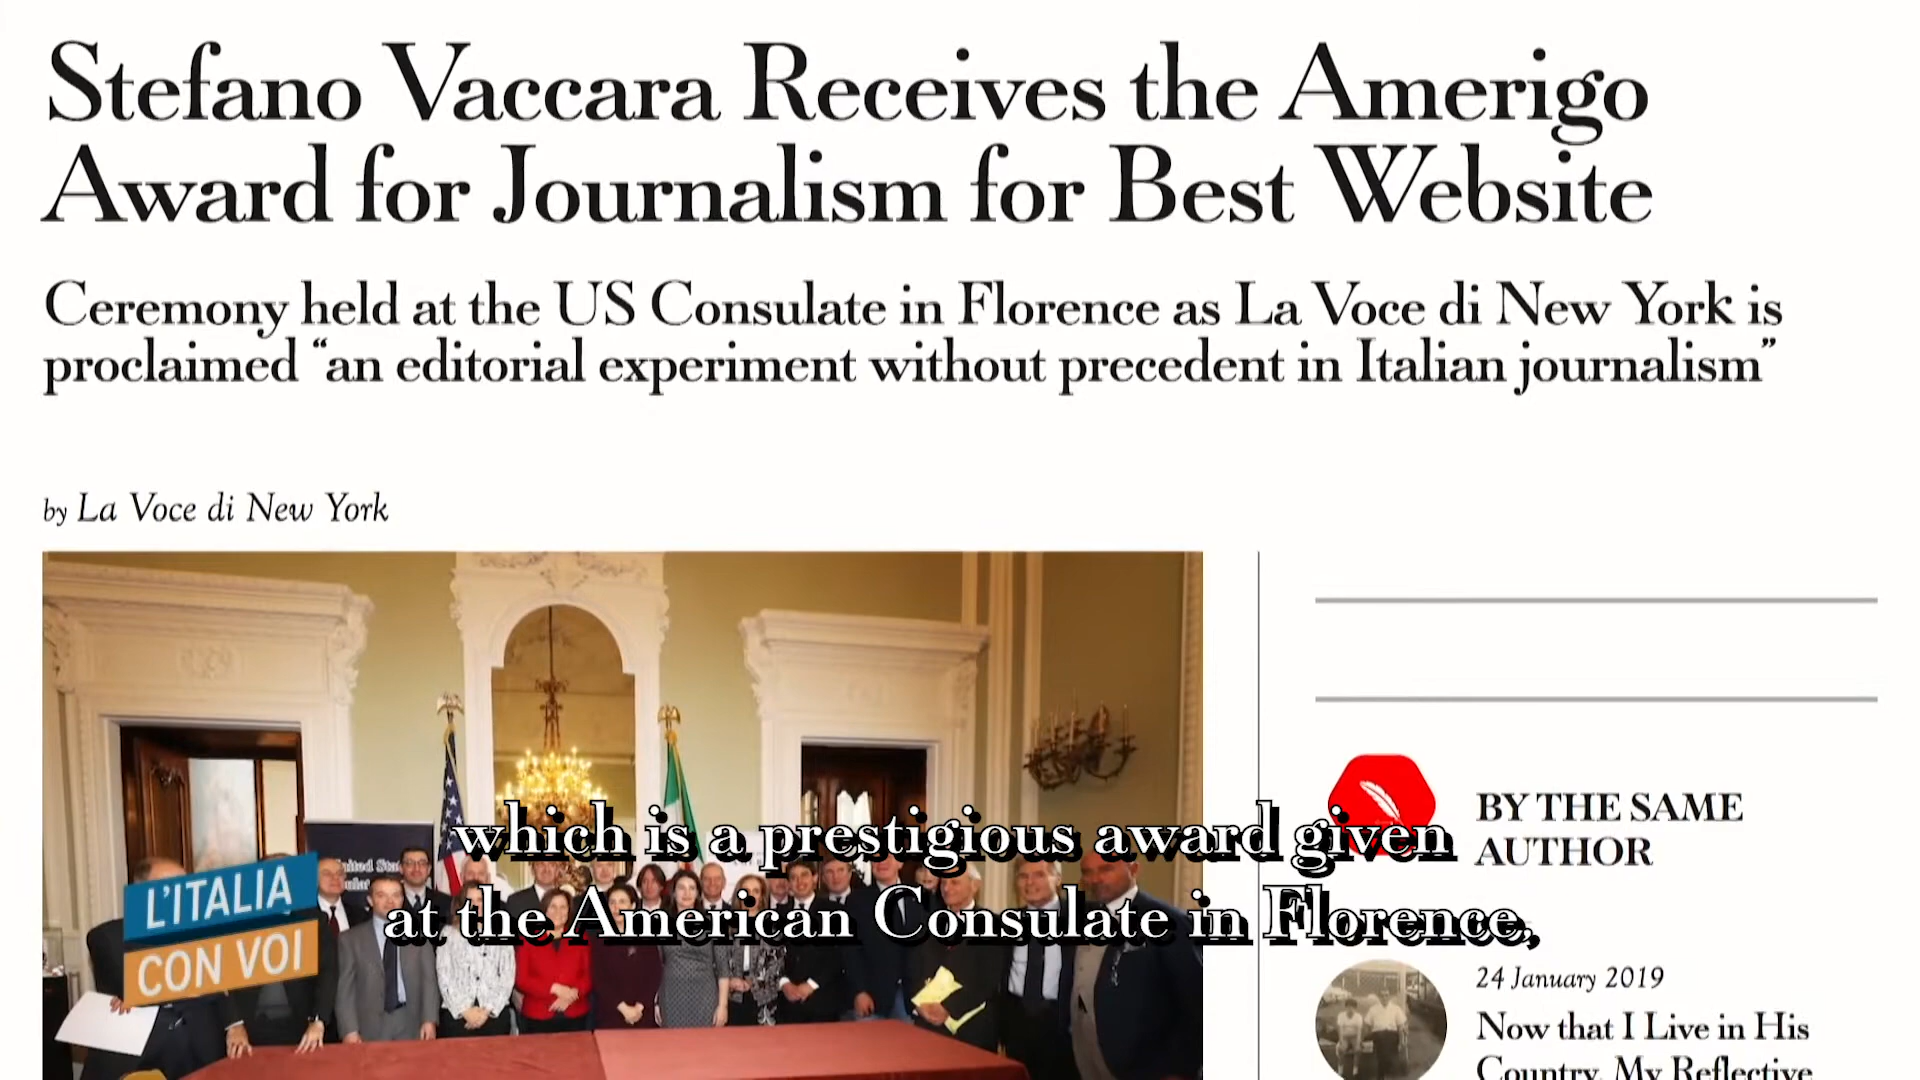 Stefano Vaccara Receives the Amerigo
Award for Journalism for Best Website
Ceremony held at the US Consulate in Florence as La Voce di New York is
proclaimed “an editorial experiment without precedent in Italian journalism”
by La Voce di New York
BY THE SAME
AUTHOR
which is a prestigious award given
at the American Consulate in Florence,
L'ITALIA
CON VOI
24 January 2019
Now that I Live in His
Country, My Reflective